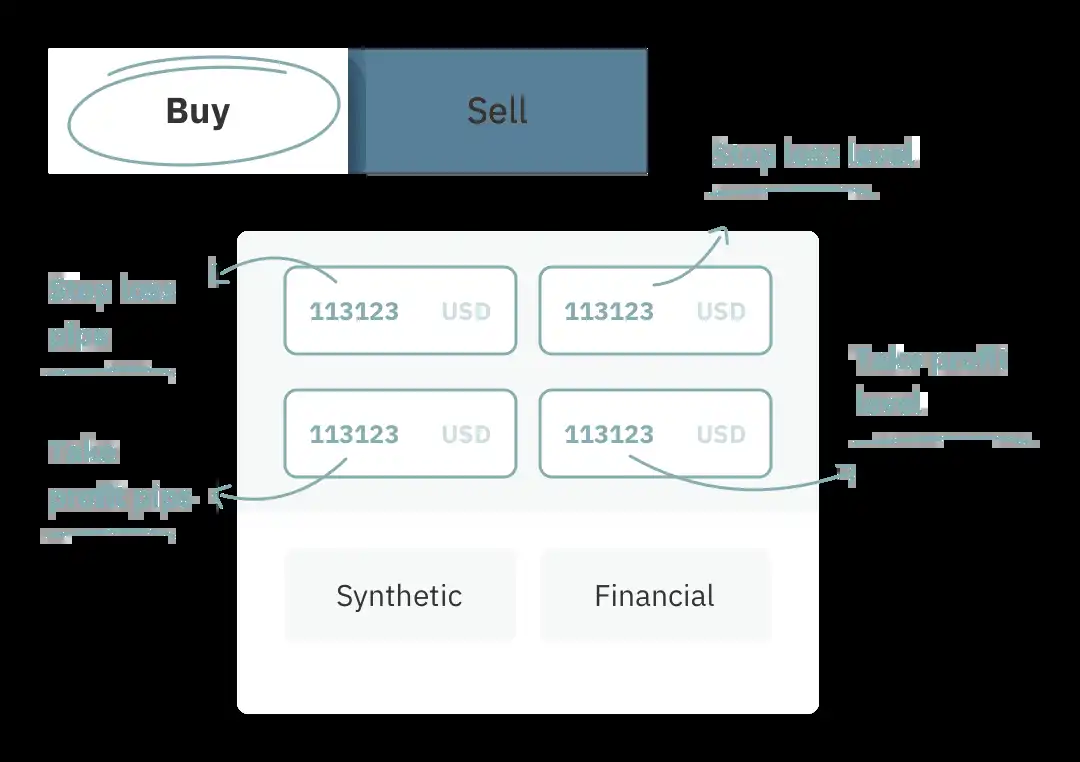 Buy
Sell
Stop loss level
Stop loss
pips
113123 USD
113123 USD
Take profit
level
Take
profit pips
113123 USD
113123 USD
Synthetic
Financial